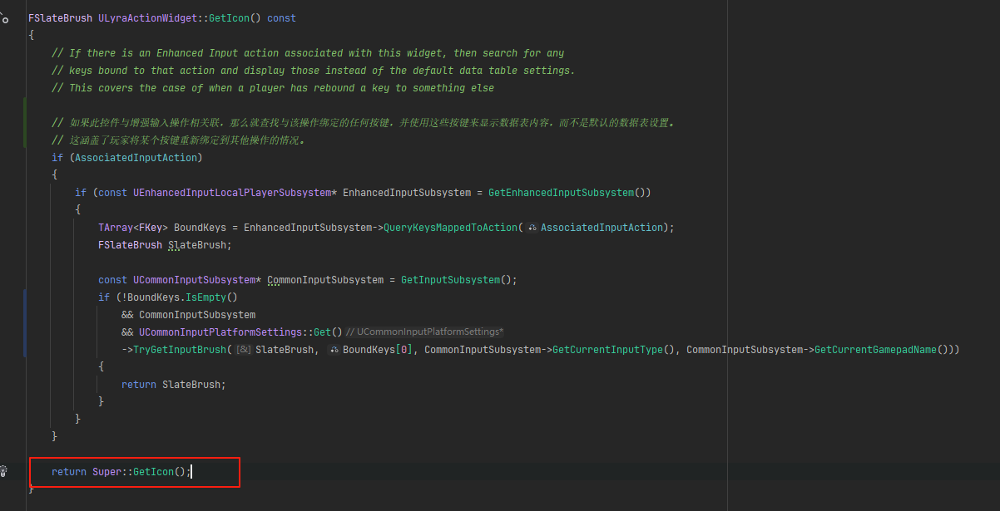 FSlateBrush ULyraActionWidget::GetIcon() const
{
// If there is an Enhanced Input action associated with this widget, then search for any
// keys bound to that action and display those instead of the default data table settings.
// This covers the case of when a player has rebound a key to something else
// 如果此控件与增强输入操作相关联，那么就查找与该操作绑定的任何按键，并使用这些按键来显示数据表内容，而不是默认的数据表设置。
// 这涵盖了玩家将某个按键重新绑定到其他操作的情况。
if (AssociatedInputAction)
{
if (const UEnhancedInputLocalPlayerSubsystem* EnhancedInputSubsystem = GetEnhancedInputSubsystem())
{
TArray<FKey> BoundKeys = EnhancedInputSubsystem->QueryKeysMappedToAction(AssociatedInputAction);
FSlateBrush SlateBrush;
const UCommonInputSubsystem* CommonInputSubsystem = GetInputSubsystem();
if (!BoundKeys.IsEmpty()
&& CommonInputSubsystem
&& UCommonInputPlatformSettings::Get() // UCommonInputPlatformSettings*
->TryGetInputBrush([&] SlateBrush, BoundKeys[0], CommonInputSubsystem->GetCurrentInputType(), CommonInputSubsystem->GetCurrentGamepadName()))
{
return SlateBrush;
}
}
}
return Super::GetIcon();
}